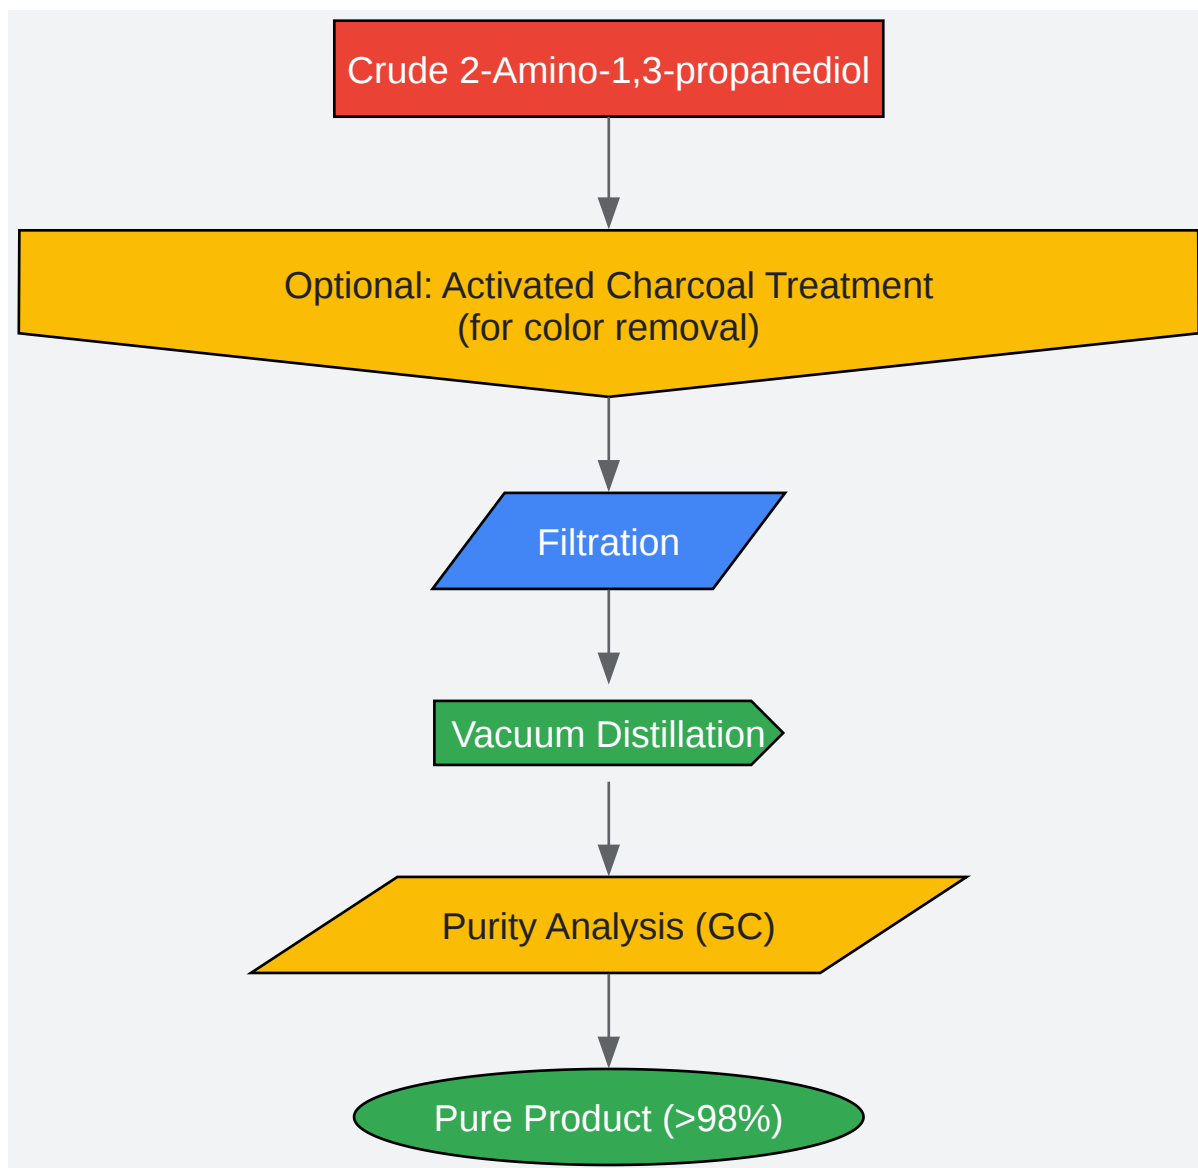 Crude 2-Amino-1,3-propanediol
Optional: Activated Charcoal Treatment
(for color removal)
Filtration
Vacuum Distillation
Purity Analysis (GC)
Pure Product (>98%)